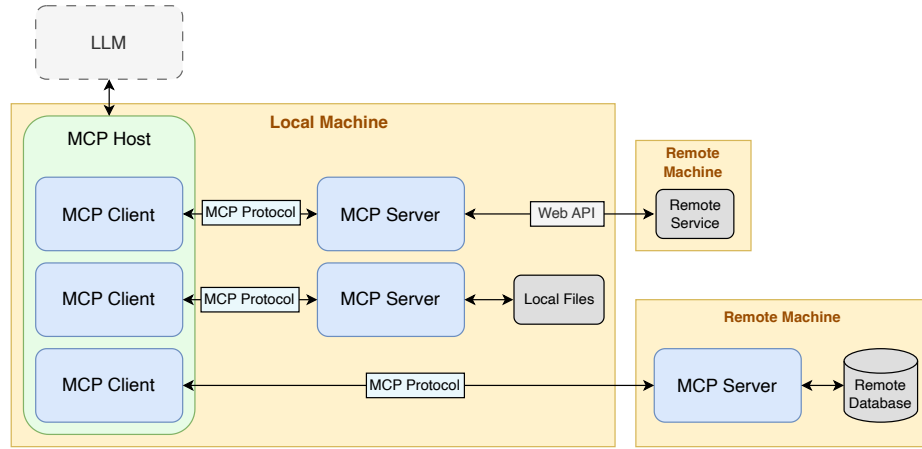 LLM
Local Machine
MCP Host
Remote
Machine
MCP Client
MCP Protocol
MCP Server
Web API
Remote
Service
MCP Client
MCP Protocol
MCP Server
Local Files
Remote Machine
MCP Client
MCP Protocol
MCP Server
Remote
Database